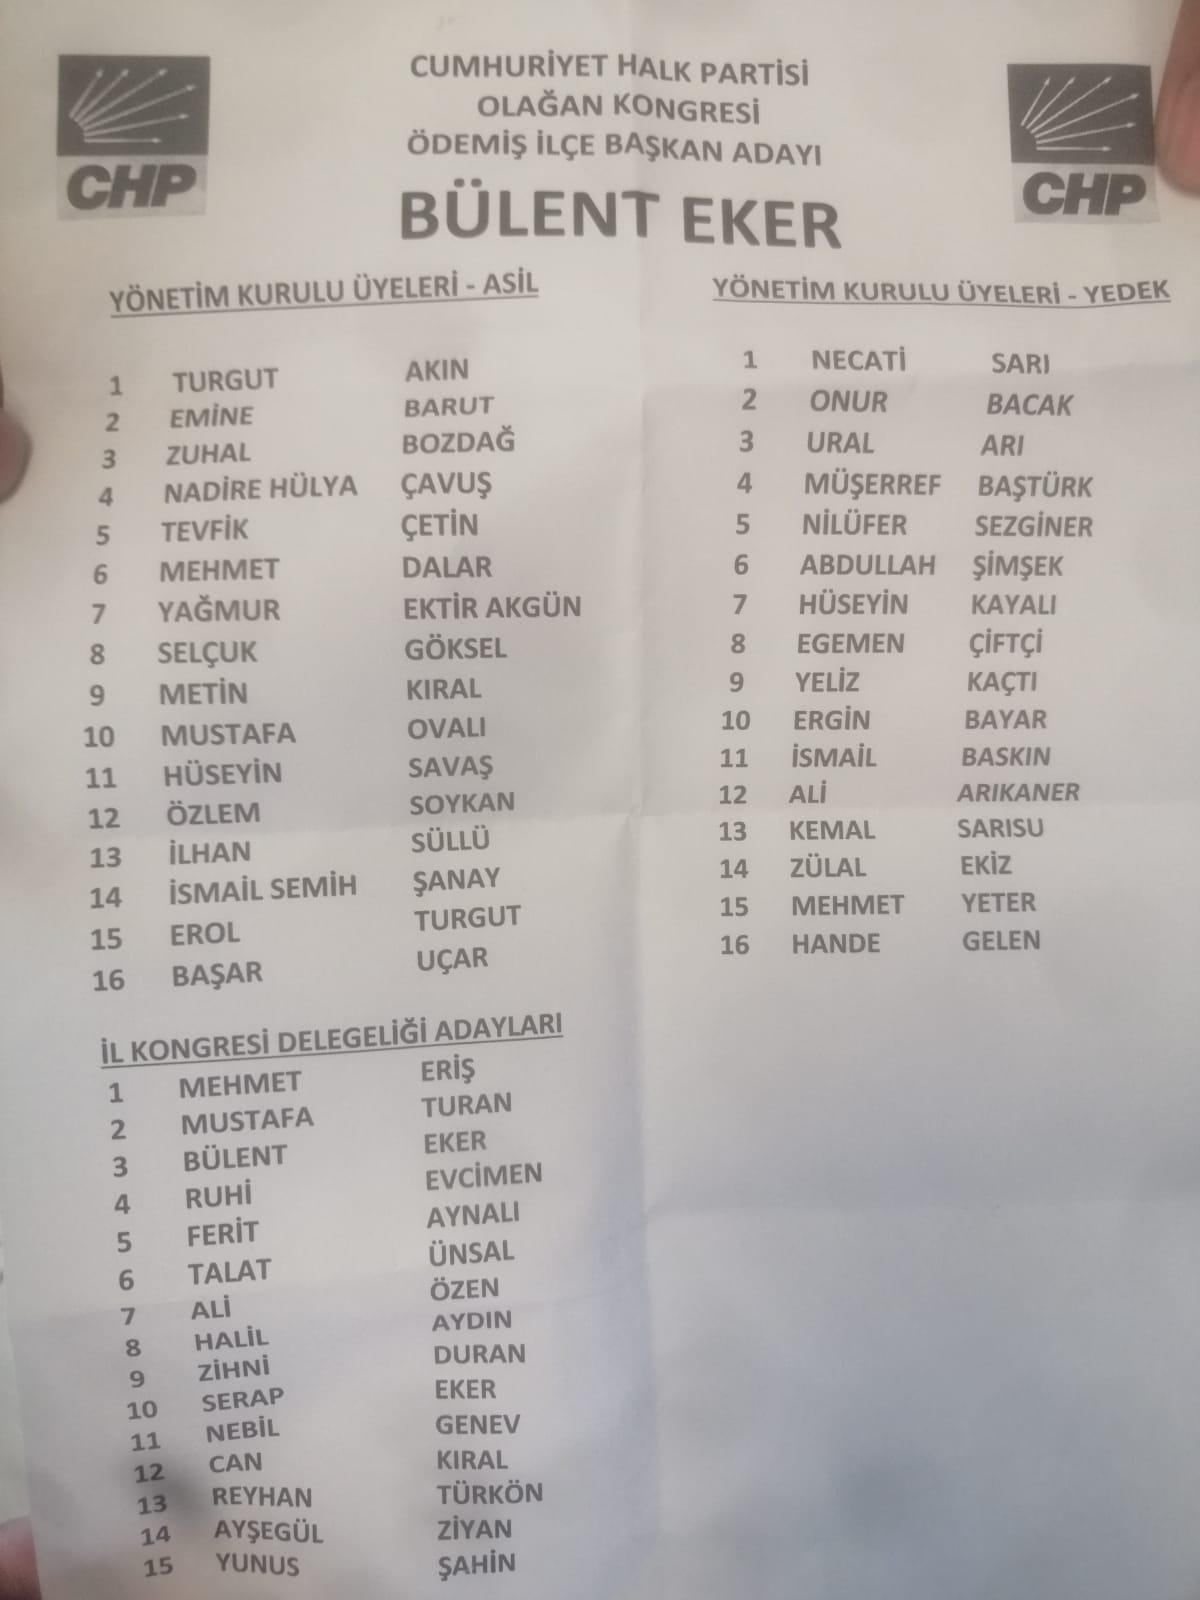 CUMHURİYET HALK PARTİSİ
OLAĞAN KONGRESİ
ÖDEMİŞ İLÇE BAŞKAN ADAYI
BÜLENT EKER
CHP
CHP
YÖNETİM KURULU ÜYELERİ - ASİL
1 TURGUT AKIN
2 EMİNE BARUT
3 ZUHAL BOZDAĞ
4 NADİRE HÜLYA ÇAVUŞ
5 TEVFİK ÇETİN
6 MEHMET DALAR
7 YAĞMUR EKTİR AKGÜN
8 SELÇUK GÖKSEL
9 METİN KIRAL
10 MUSTAFA OVALI
11 HÜSEYİN SAVAŞ
12 ÖZLEM SOYKAN
13 İLHAN SÜLLÜ
14 İSMAİL SEMİH ŞANAY
15 EROL TURGUT
16 BAŞAR UÇAR
YÖNETİM KURULU ÜYELERİ - YEDEK
1 NECATİ SARI
2 ONUR BACAK
3 URAL ARI
4 MÜŞERREF BAŞTÜRK
5 NİLÜFER SEZGİNER
6 ABDULLAH ŞİMŞEK
7 HÜSEYİN KAYALI
8 EGEMEN ÇİFTÇİ
9 YELİZ KAÇTI
10 ERGİN BAYAR
11 İSMAİL BASKIN
12 ALİ ARIKANER
13 KEMAL SARISU
14 ZÜLAL EKİZ
15 MEHMET YETER
16 HANDE GELEN
İL KONGRESİ DELEGELİĞİ ADAYLARI
1 MEHMET ERİŞ
2 MUSTAFA TURAN
3 BÜLENT EKER
4 RUHİ EVCİMEN
5 FERİT AYNALI
6 TALAT ÜNSAL
7 ALİ ÖZEN
8 HALİL AYDIN
9 ZİHNİ DURAN
10 SERAP EKER
11 NEBİL GENEV
12 CAN KIRAL
13 REYHAN TÜRKÖN
14 AYŞEGÜL ZİYAN
15 YUNUS ŞAHİN